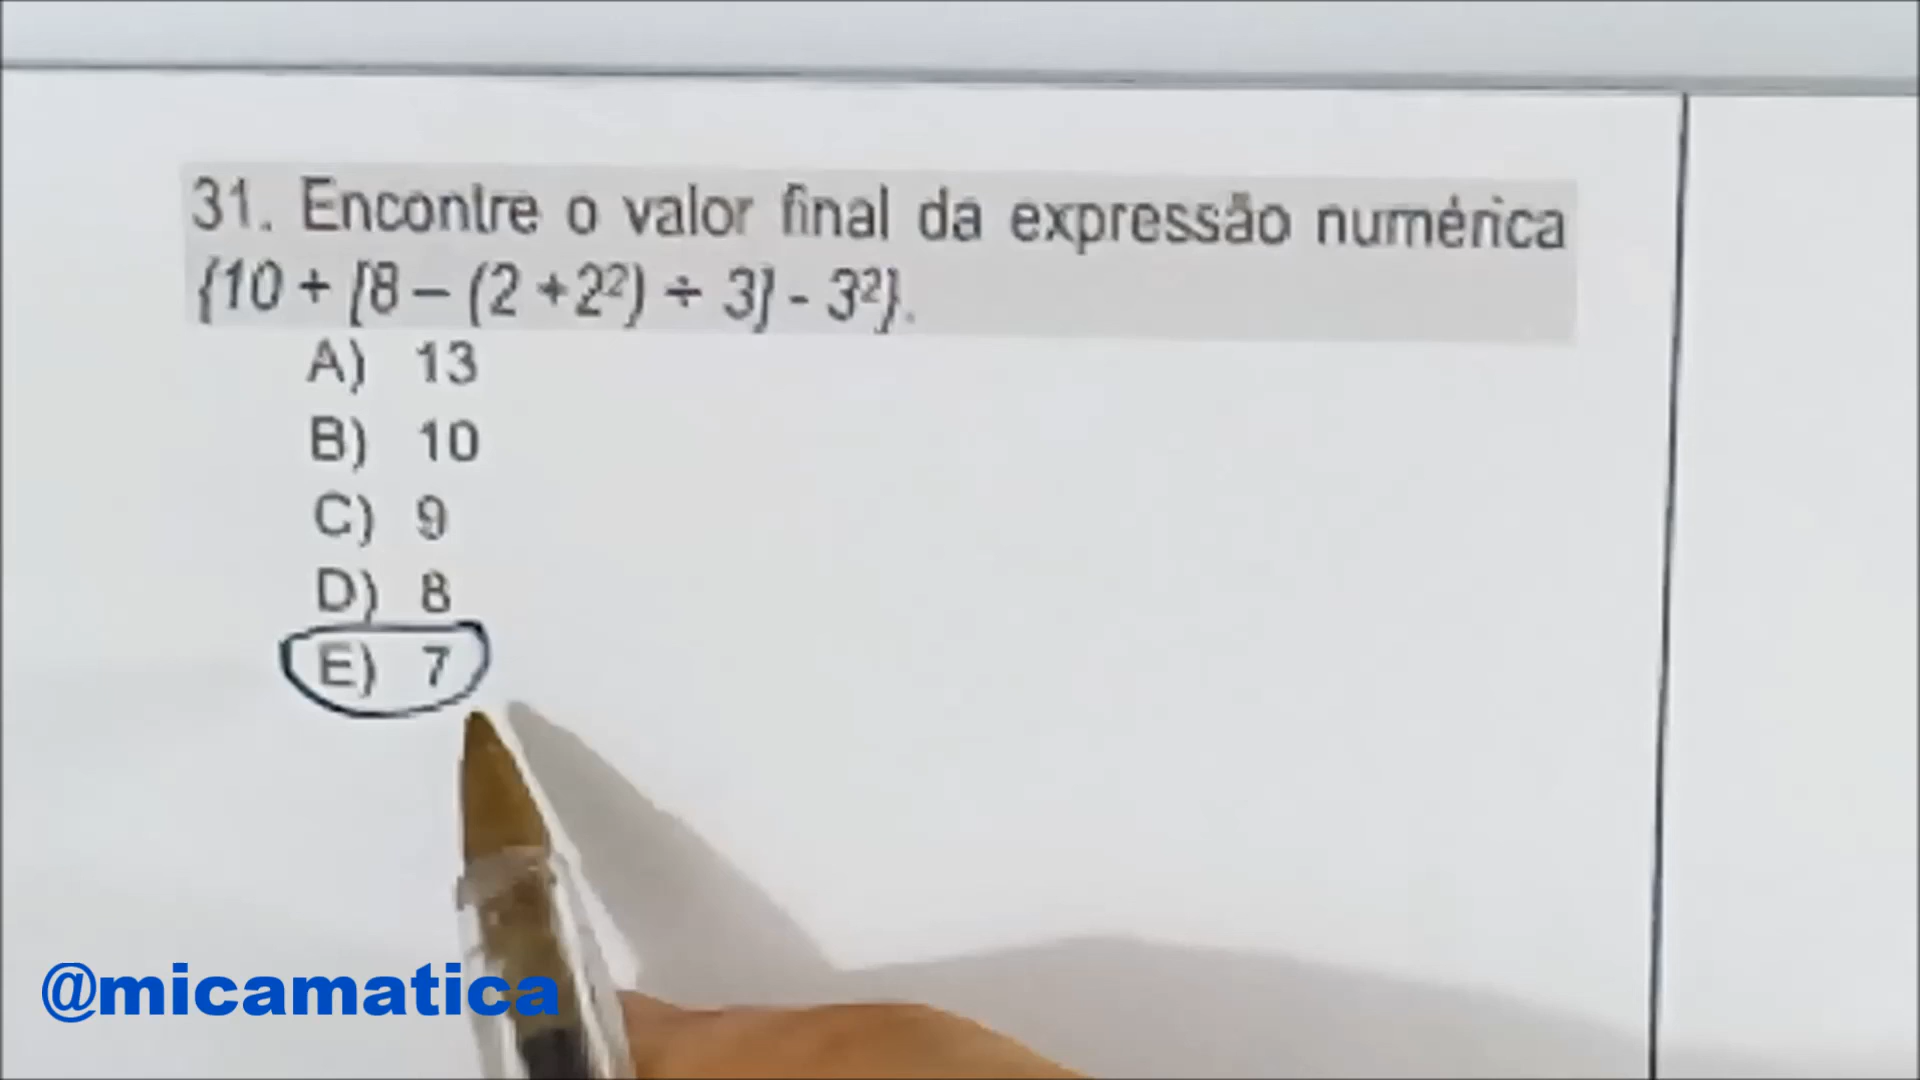 31. Encontre o valor final da expressão numérica
{10 + [8 – (2 +2²) ÷ 3] - 3²}.
A) 13
B) 10
C) 9
D) 8
E) 7
@micamatica